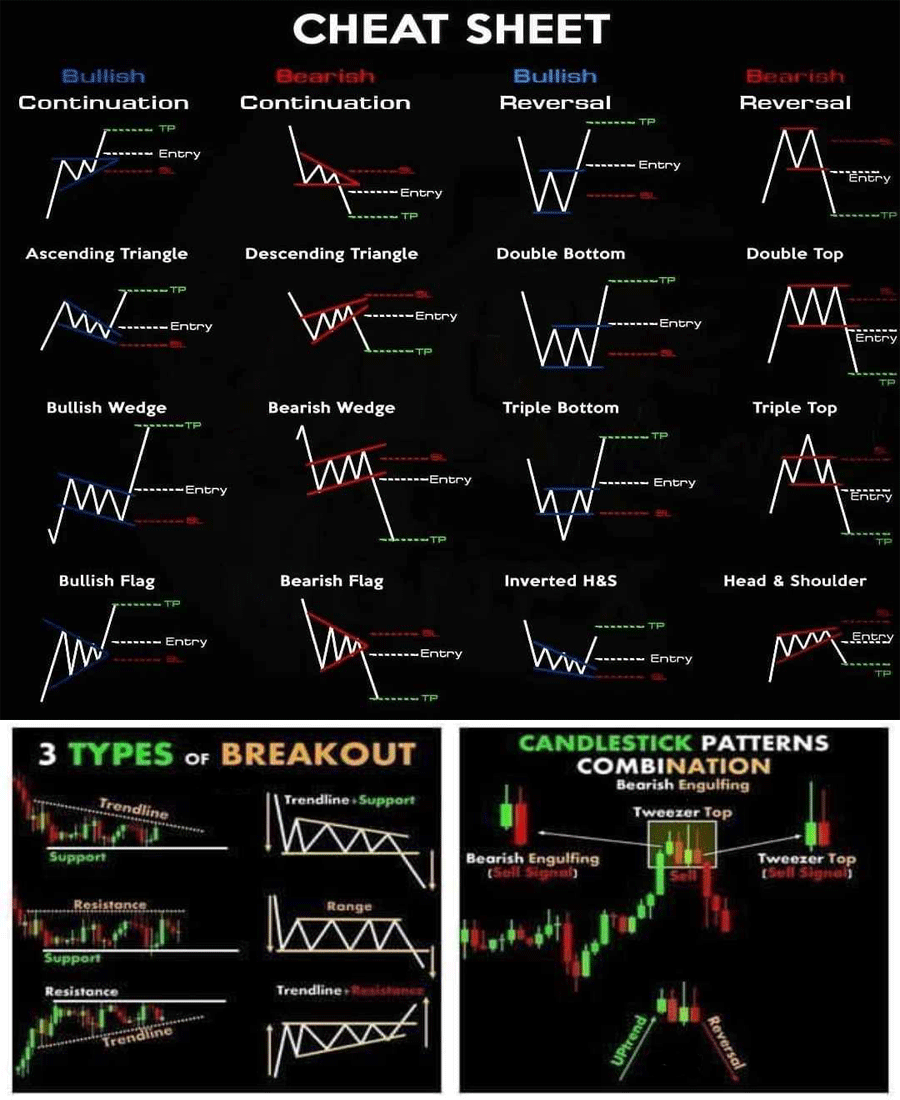 CHEAT SHEET
Bullish Bearish Bullish Bearish
Continuation Continuation Reversal Reversal
TP
Entry
SL
SL
Entry
TP
TP
Entry
SL
SL
Entry
TP
Ascending Triangle Descending Triangle Double Bottom Double Top
TP
Entry
SL
SL
Entry
TP
TP
Entry
SL
SL
Entry
TP
Bullish Wedge Bearish Wedge Triple Bottom Triple Top
TP
Entry
SL
SL
Entry
TP
TP
Entry
SL
SL
Entry
TP
Bullish Flag Bearish Flag Inverted H&S Head & Shoulder
TP
Entry
SL
SL
Entry
TP
TP
Entry
SL
SL
Entry
TP
3 TYPES OF BREAKOUT
Trendline
Support
Trendline+Support
Resistance
Support
Range
Resistance
Trendline
Trendline+Resistance
CANDLESTICK PATTERNS
COMBINATION
Bearish Engulfing
Tweezer Top
Bearish Engulfing
(Sell Signal)
Sell
Tweezer Top
(Sell Signal)
UPtrend
Reversal